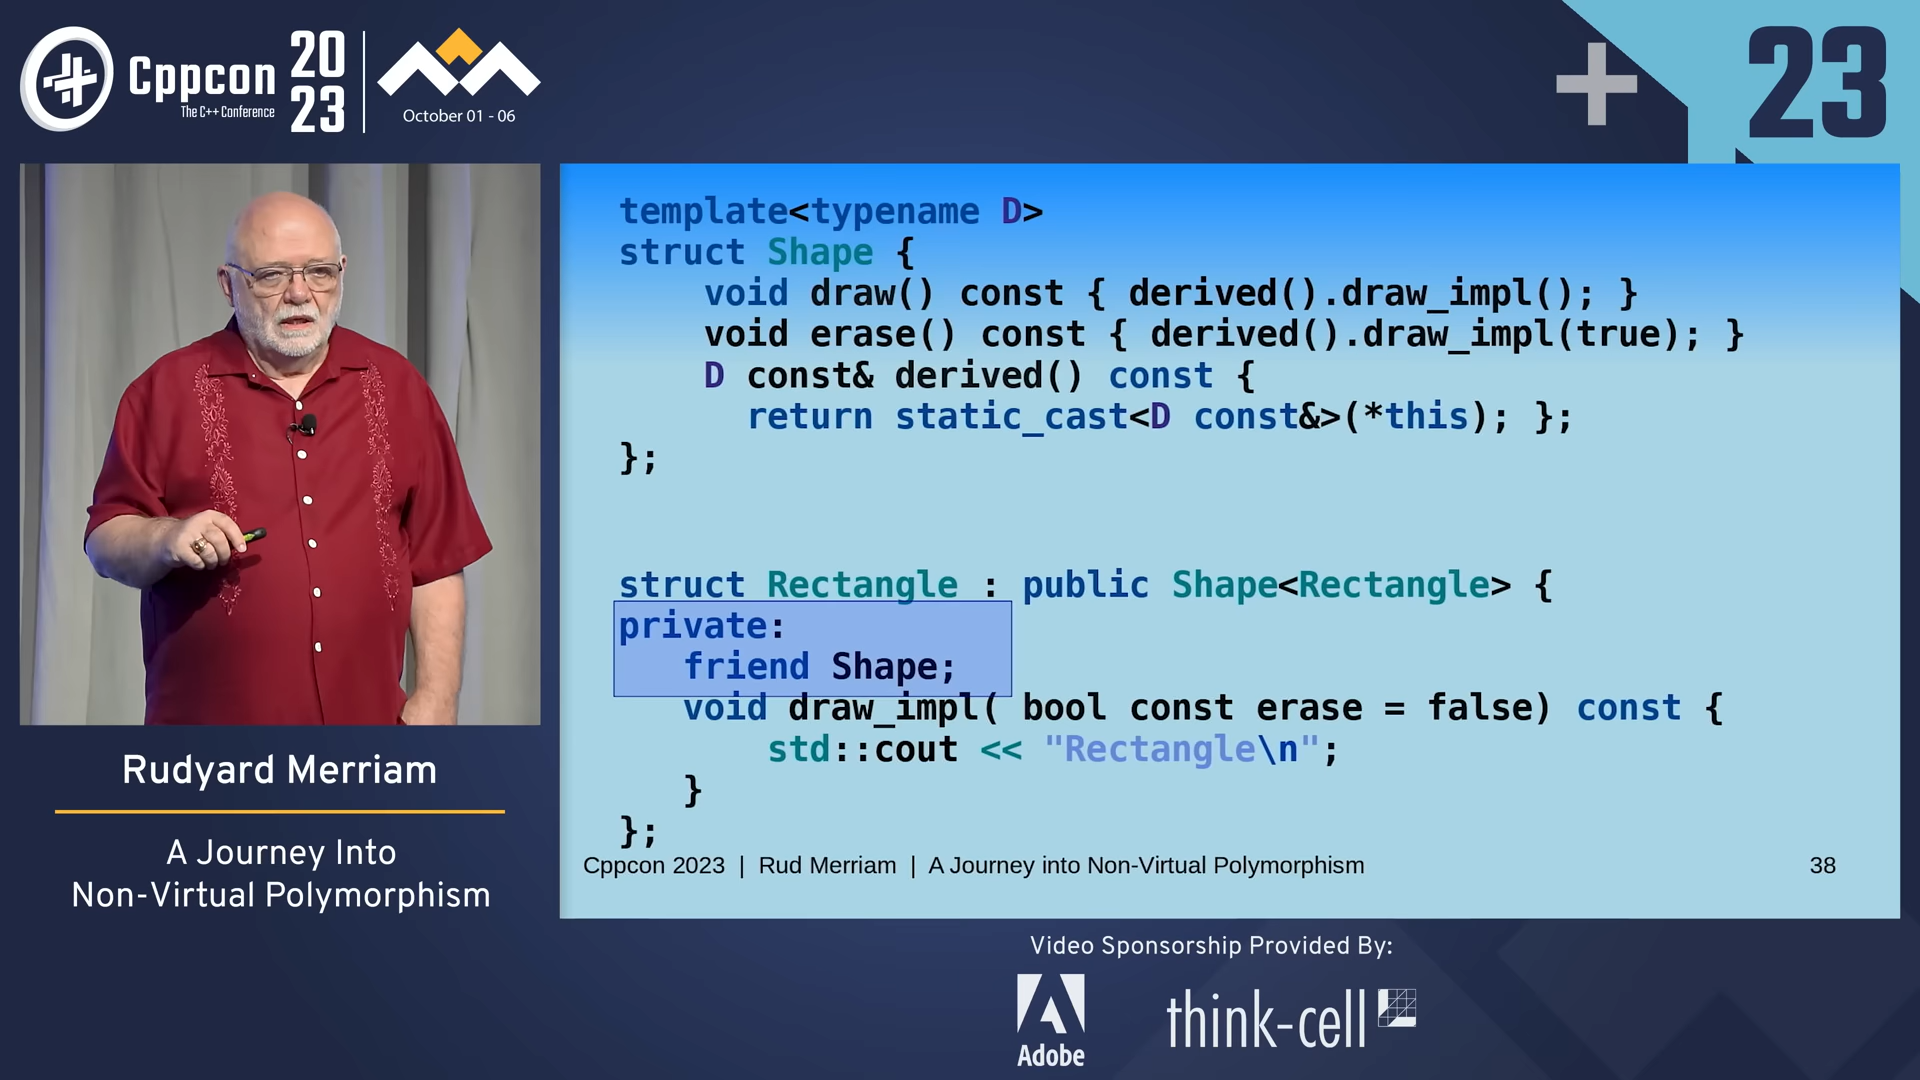 Cppcon
The C++ Conference
20
23
October 01 - 06
23
template<typename D>
struct Shape {
    void draw() const { derived().draw_impl(); }
    void erase() const { derived().draw_impl(true); }
    D const& derived() const {
      return static_cast<D const&>(*this); };
};
struct Rectangle : public Shape<Rectangle> {
private:
   friend Shape;
   void draw_impl( bool const erase = false) const {
       std::cout << "Rectangle\n";
   }
};
Cppcon 2023 | Rud Merriam | A Journey into Non-Virtual Polymorphism
38
Rudyard Merriam
A Journey Into
Non-Virtual Polymorphism
Video Sponsorship Provided By:
Adobe
think-cell